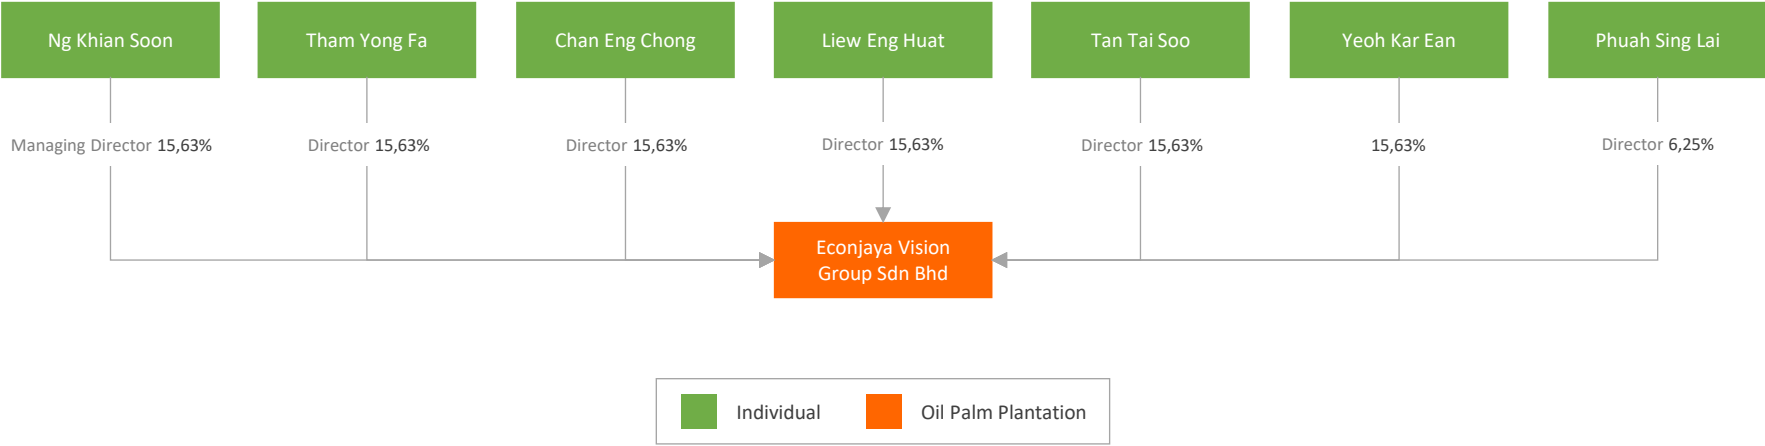 Ng Khian Soon
Tham Yong Fa
Chan Eng Chong
Liew Eng Huat
Tan Tai Soo
Yeoh Kar Ean
Phuah Sing Lai
Managing Director 15,63%
Director 15,63%
Director 15,63%
Director 15,63%
Director 15,63%
15,63%
Director 6,25%
Econjaya Vision
Group Sdn Bhd
Individual
Oil Palm Plantation